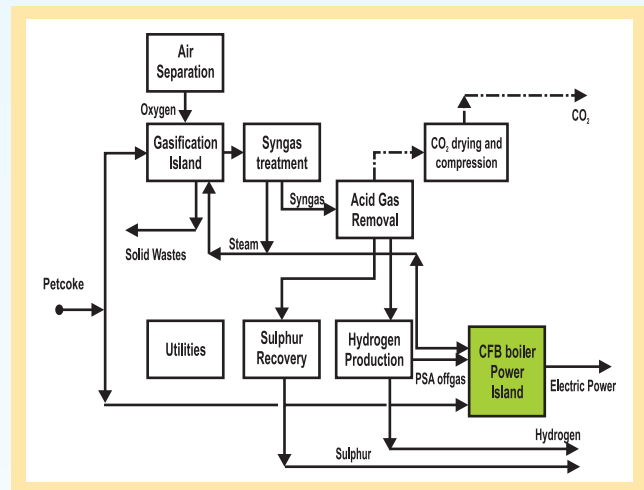 Air
Separation
Oxygen
CO₂
Gasification
Island
Syngas
treatment
CO₂ drying and
compression
Syngas
Acid Gas
Removal
Steam
Solid Wastes
Petcoke
Utilities
Sulphur
Recovery
Hydrogen
Production
CFB boiler
Power
Island
PSA offgas
Electric Power
Hydrogen
Sulphur